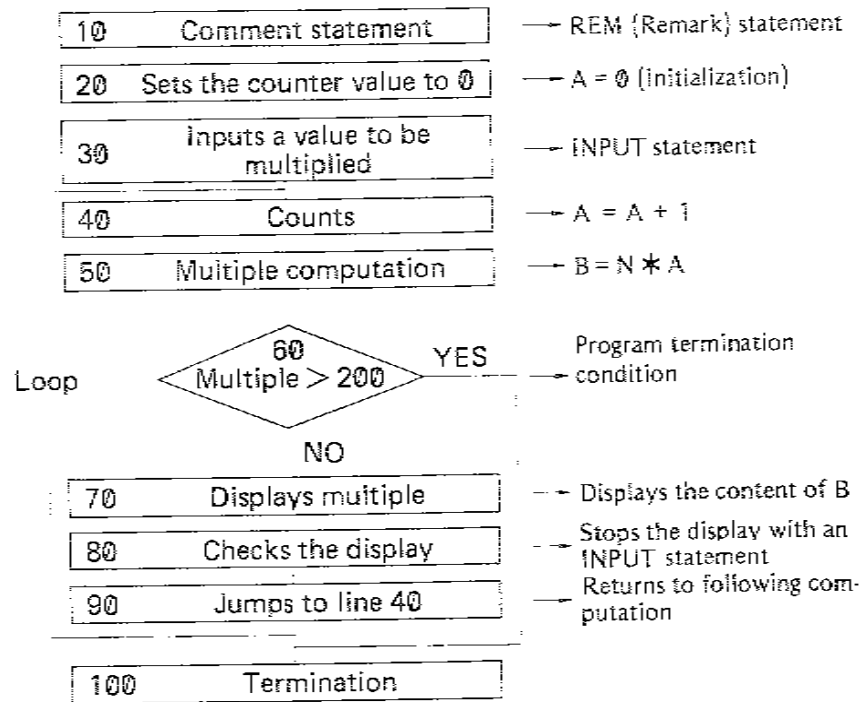 10 Comment statement → REM (Remark) statement
20 Sets the counter value to 0 → A = 0 (initialization)
30 Inputs a value to be
multiplied → INPUT statement
40 Counts → A = A + 1
50 Multiple computation → B = N * A
60
Multiple > 200
YES
Program termination
condition
Loop
NO
70 Displays multiple → Displays the content of B
80 Checks the display → Stops the display with an
INPUT statement
90 Jumps to line 40 → Returns to following com-
putation
100 Termination